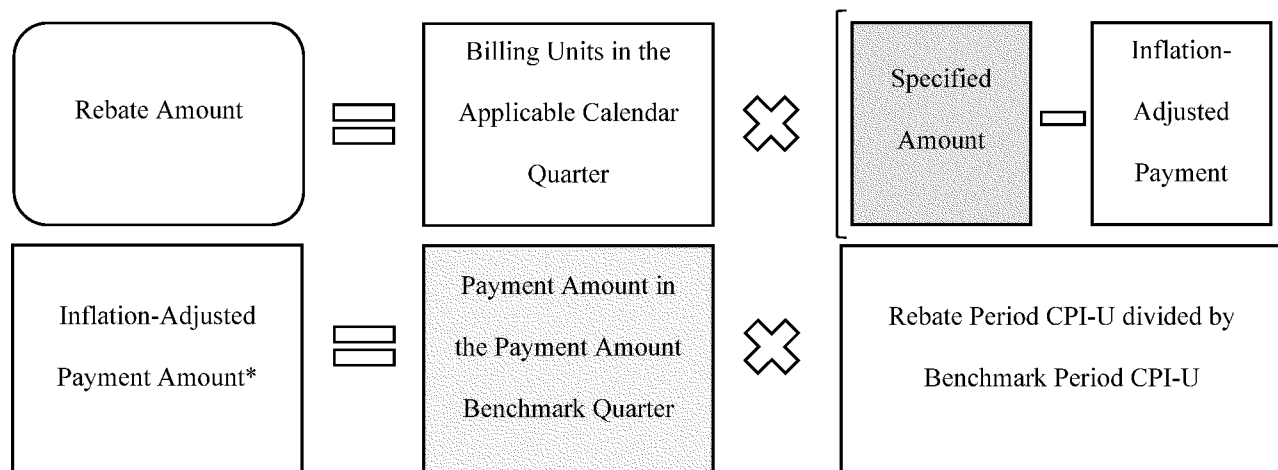 Rebate Amount
Billing Units in the
Applicable Calendar
Quarter
Specified
Amount
Inflation-
Adjusted
Payment
Inflation-Adjusted
Payment Amount*
Payment Amount in
the Payment Amount
Benchmark Quarter
Rebate Period CPI-U divided by
Benchmark Period CPI-U